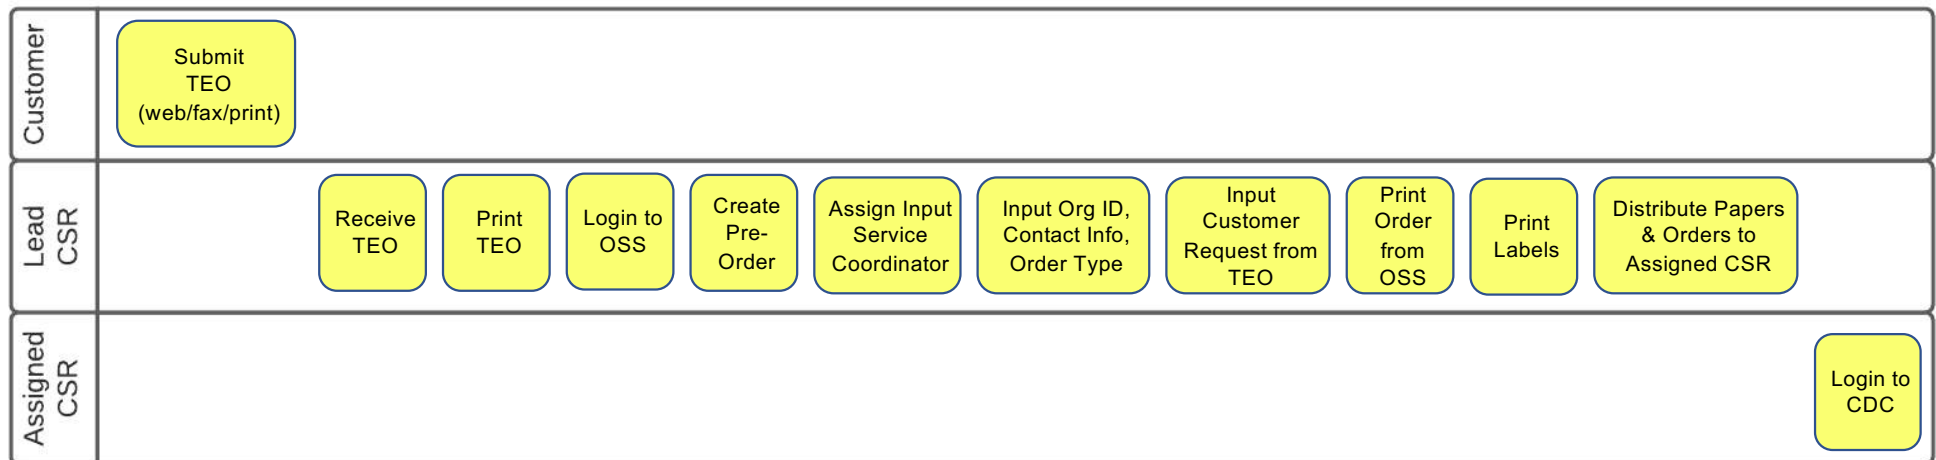 Customer
Submit
TEO
(web/fax/print)
Lead
CSR
Receive
TEO
Print
TEO
Login to
OSS
Create
Pre-
Order
Assign Input
Service
Coordinator
Input Org ID,
Contact Info,
Order Type
Input
Customer
Request from
TEO
Print
Order
from
OSS
Print
Labels
Distribute Papers
& Orders to
Assigned CSR
Assigned
CSR
Login to
CDC